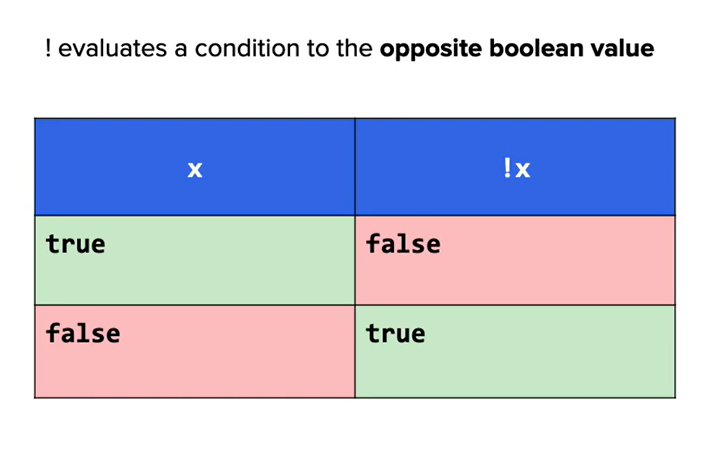 ! evaluates a condition to the opposite boolean value
x !x
true false
false true